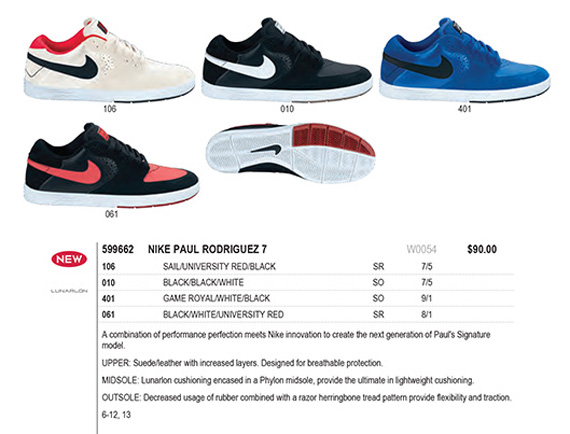 106
010
401
061
NEW
LUNARLON
599662 NIKE PAUL RODRIGUEZ 7 W0054 $90.00
106 SAIL/UNIVERSITY RED/BLACK SR 7/5
010 BLACK/BLACK/WHITE SO 7/5
401 GAME ROYAL/WHITE/BLACK SO 9/1
061 BLACK/WHITE/UNIVERSITY RED SR 8/1
A combination of performance perfection meets Nike innovation to create the next generation of Paul's Signature
model.
UPPER: Suede/leather with increased layers. Designed for breathable protection.
MIDSOLE: Lunarlon cushioning encased in a Phylon midsole, provide the ultimate in lightweight cushioning.
OUTSOLE: Decreased usage of rubber combined with a razor herringbone tread pattern provide flexibility and traction.
6-12, 13